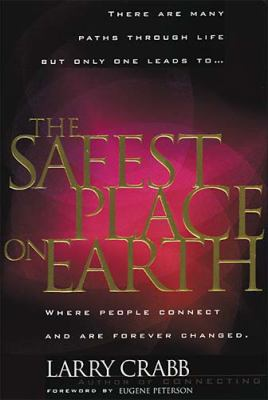 THERE ARE MANY
PATHS THROUGH LIFE
BUT ONLY ONE LEADS TO...
THE
SAFEST
PLACE
ON EARTH
WHERE PEOPLE CONNECT
AND ARE FOREVER CHANGED.
LARRY CRABB
AUTHOR OF CONNECTING
FOREWORD BY EUGENE PETERSON